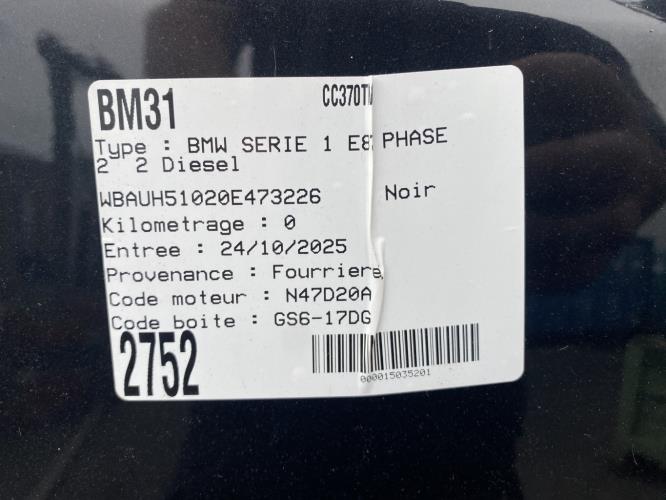 BM31 CC370T
Type : BMW SERIE 1 E8 PHASE
2 2 Diesel
WBAUH51020E473226 Noir
Kilometrage : 0
Entree : 24/10/2025
Provenance : Fourriere
Code moteur : N47D20A
Code boite : GS6-17DG
2752
000015035201